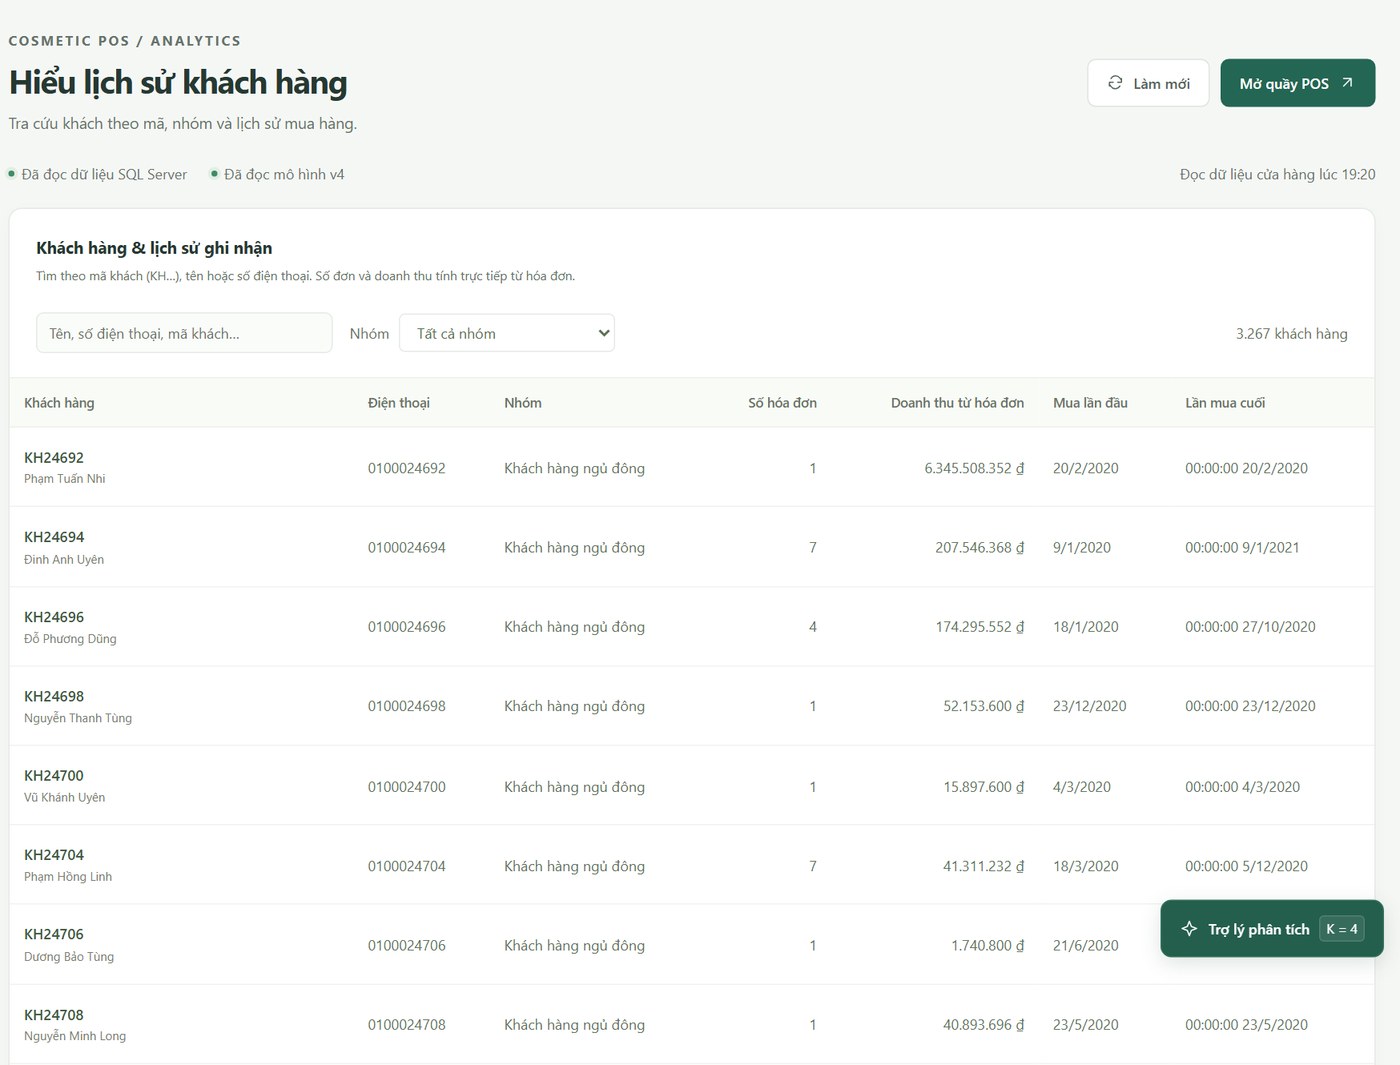 COSMETIC POS / ANALYTICS
Hiểu lịch sử khách hàng
Tra cứu khách theo mã, nhóm và lịch sử mua hàng.
Làm mới
Mở quầy POS
Đã đọc dữ liệu SQL Server Đã đọc mô hình v4 Đọc dữ liệu cửa hàng lúc 19:20
Khách hàng & lịch sử ghi nhận
Tìm theo mã khách (KH...), tên hoặc số điện thoại. Số đơn và doanh thu tính trực tiếp từ hóa đơn.
Tên, số điện thoại, mã khách... Nhóm Tất cả nhóm 3.267 khách hàng
Khách hàng Điện thoại Nhóm Số hóa đơn Doanh thu từ hóa đơn Mua lần đầu Lần mua cuối
KH24692
Phạm Tuấn Nhi
0100024692 Khách hàng ngủ đông 1 6.345.508.352 ₫ 20/2/2020 00:00:00 20/2/2020
KH24694
Đinh Anh Uyên
0100024694 Khách hàng ngủ đông 7 207.546.368 ₫ 9/1/2020 00:00:00 9/1/2021
KH24696
Đỗ Phương Dũng
0100024696 Khách hàng ngủ đông 4 174.295.552 ₫ 18/1/2020 00:00:00 27/10/2020
KH24698
Nguyễn Thanh Tùng
0100024698 Khách hàng ngủ đông 1 52.153.600 ₫ 23/12/2020 00:00:00 23/12/2020
KH24700
Vũ Khánh Uyên
0100024700 Khách hàng ngủ đông 1 15.897.600 ₫ 4/3/2020 00:00:00 4/3/2020
KH24704
Phạm Hồng Linh
0100024704 Khách hàng ngủ đông 7 41.311.232 ₫ 18/3/2020 00:00:00 5/12/2020
KH24706
Dương Bảo Tùng
0100024706 Khách hàng ngủ đông 1 1.740.800 ₫ 21/6/2020
Trợ lý phân tích K = 4
KH24708
Nguyễn Minh Long
0100024708 Khách hàng ngủ đông 1 40.893.696 ₫ 23/5/2020 00:00:00 23/5/2020